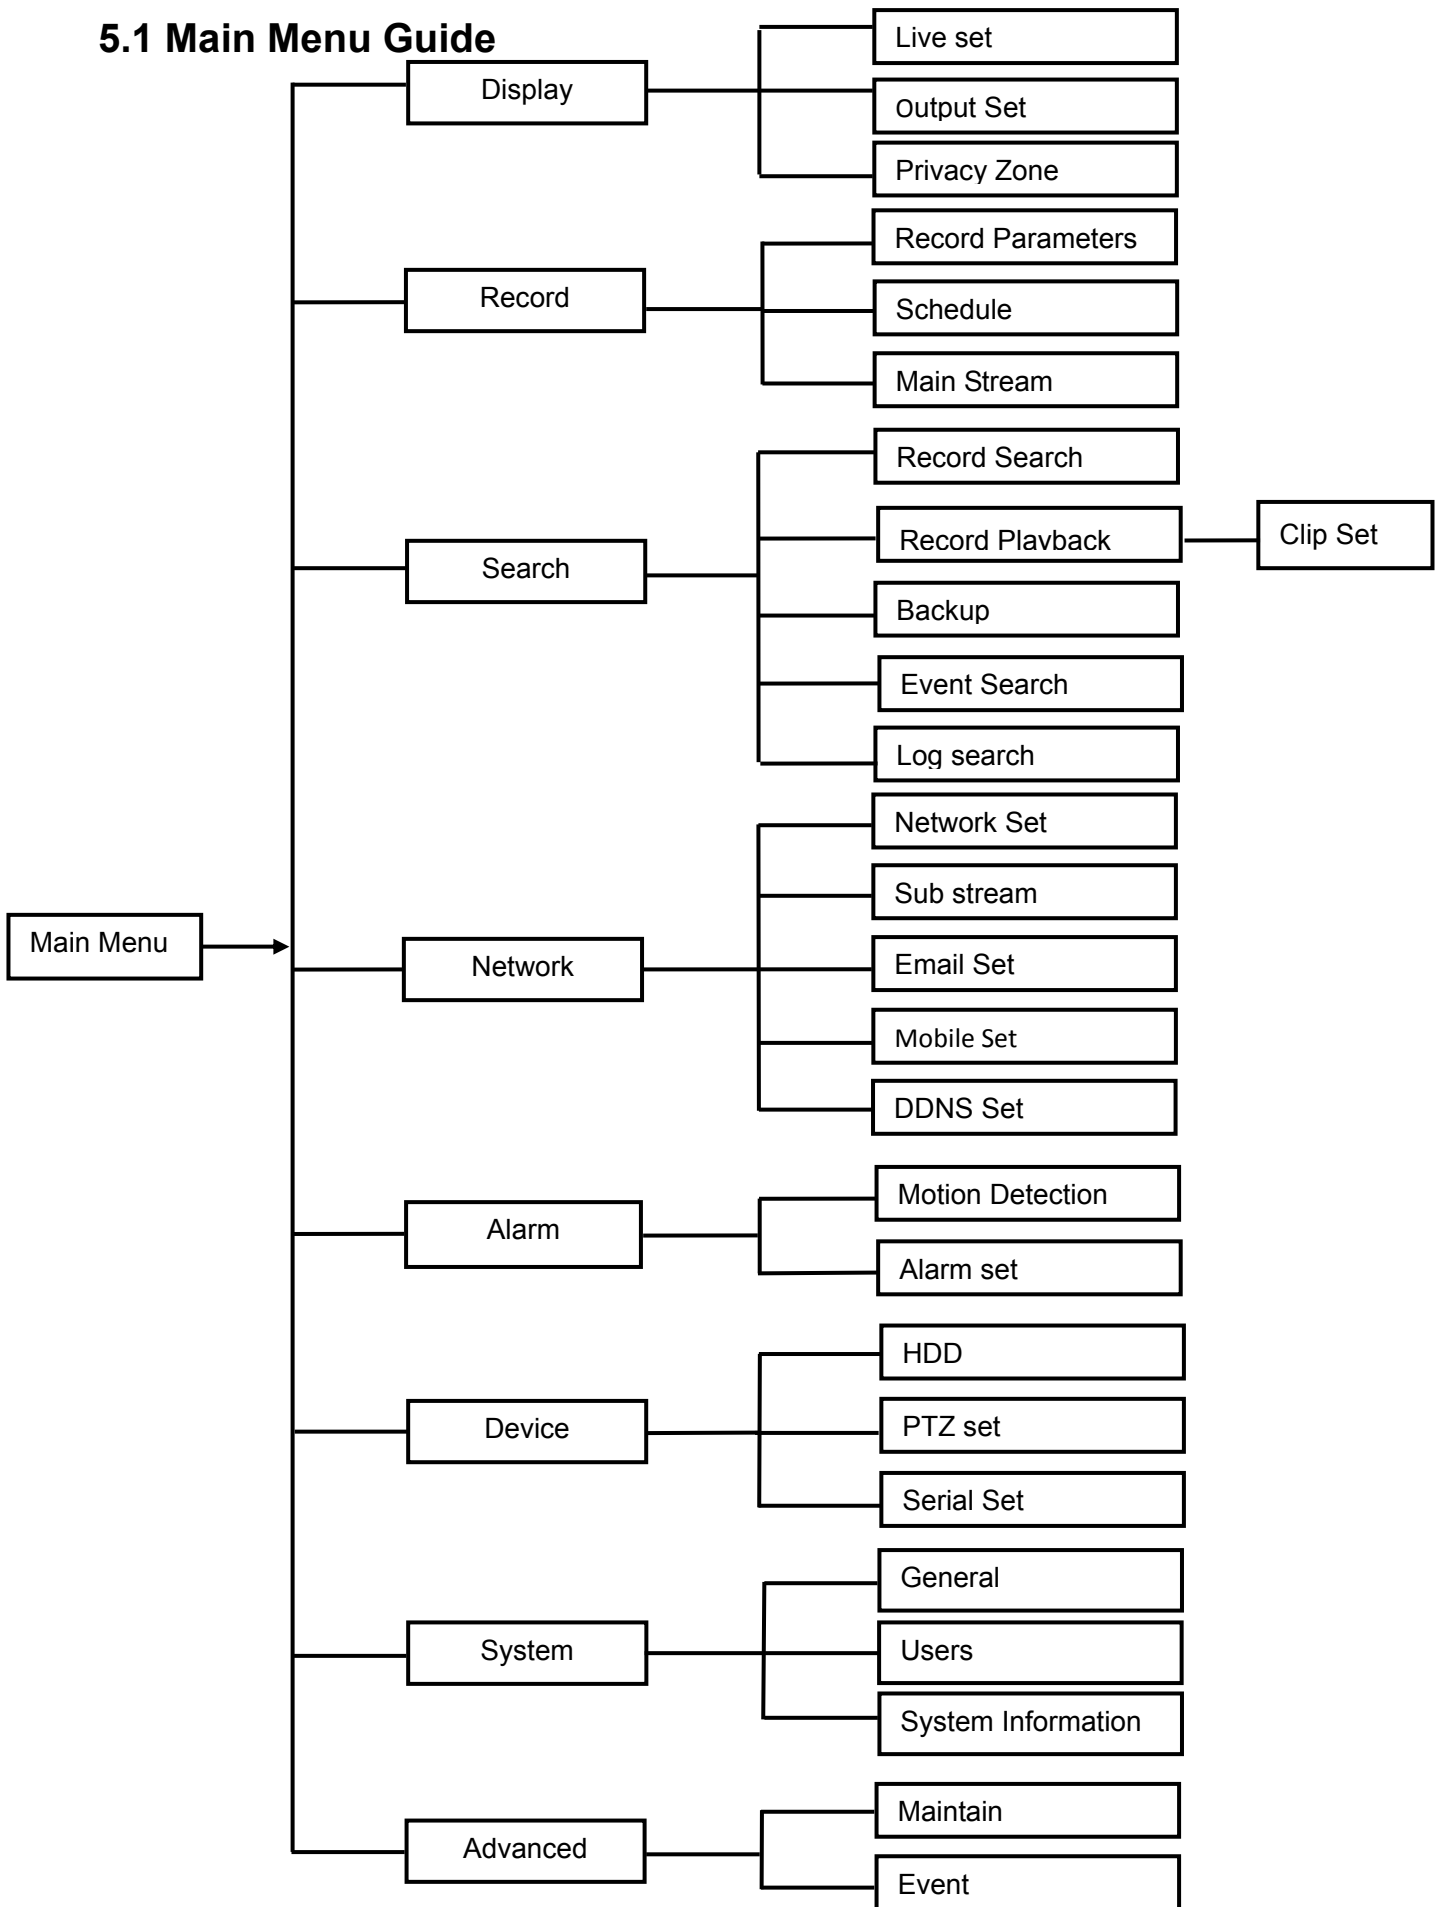 5.1 Main Menu Guide
Live set
Display
output Set
Privacy Zone
Record Parameters
Record
Schedule
Main Stream
Record Search
Record Playback
Clip Set
Search
Backup
Event Search
Log search
Network Set
Sub stream
Main Menu
Network
Email Set
Mobile Set
DDNS Set
Motion Detection
Alarm
Alarm set
HDD
Device
PTZ set
Serial Set
General
System
Users
System Information
Maintain
Advanced
Event